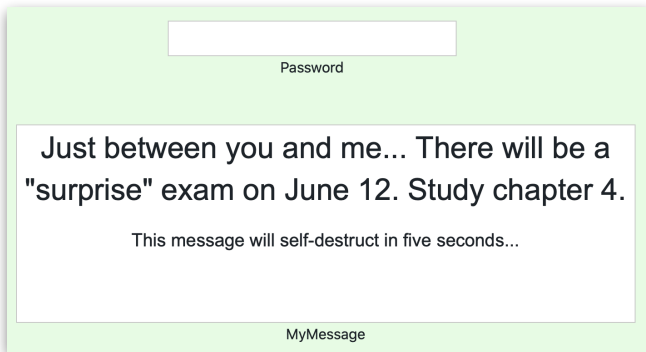 Password
Just between you and me... There will be a
"surprise" exam on June 12. Study chapter 4.
This message will self-destruct in five seconds...
MyMessage